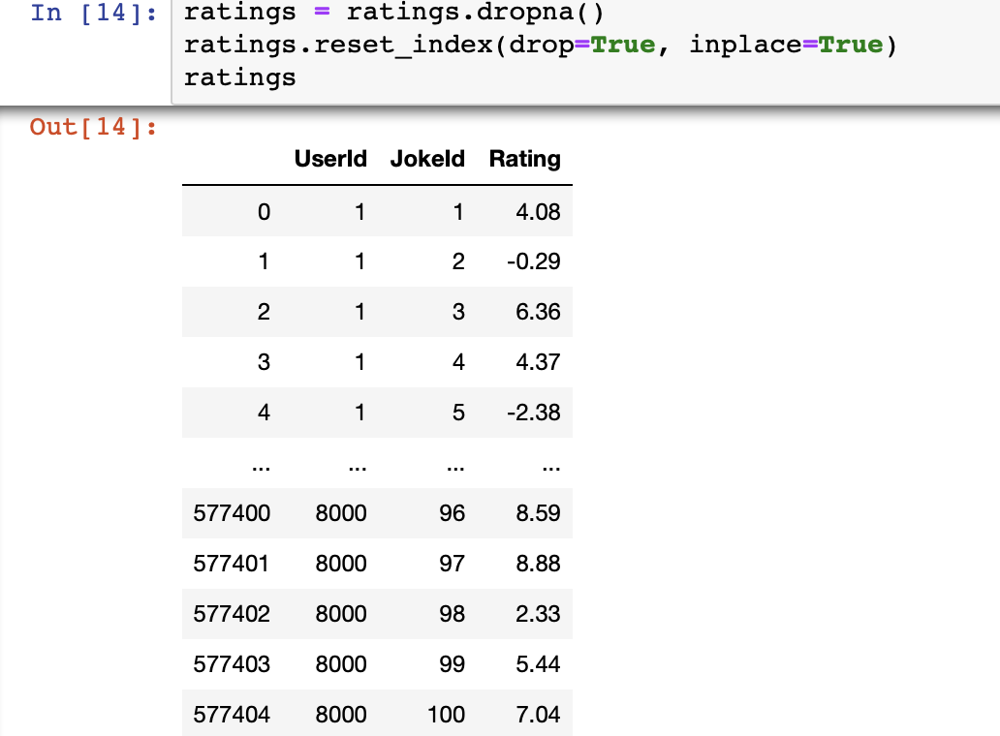 In [14]: ratings = ratings.dropna()
ratings.reset_index(drop=True, inplace=True)
ratings
Out[14]:
UserId JokeId Rating
0 1 1 4.08
1 1 2 -0.29
2 1 3 6.36
3 1 4 4.37
4 1 5 -2.38
... ... ... ...
577400 8000 96 8.59
577401 8000 97 8.88
577402 8000 98 2.33
577403 8000 99 5.44
577404 8000 100 7.04